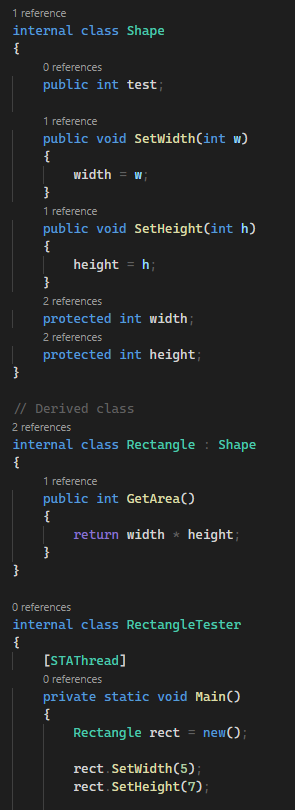 1 reference
internal class Shape
{
0 references
public int test;
1 reference
public void SetWidth(int w)
{
width = w;
}
1 reference
public void SetHeight(int h)
{
height = h;
}
2 references
protected int width;
2 references
protected int height;
}
// Derived class
2 references
internal class Rectangle : Shape
{
1 reference
public int GetArea()
{
return width * height;
}
}
0 references
internal class RectangleTester
{
[STAThread]
0 references
private static void Main()
{
Rectangle rect = new();
rect.SetWidth(5);
rect.SetHeight(7);